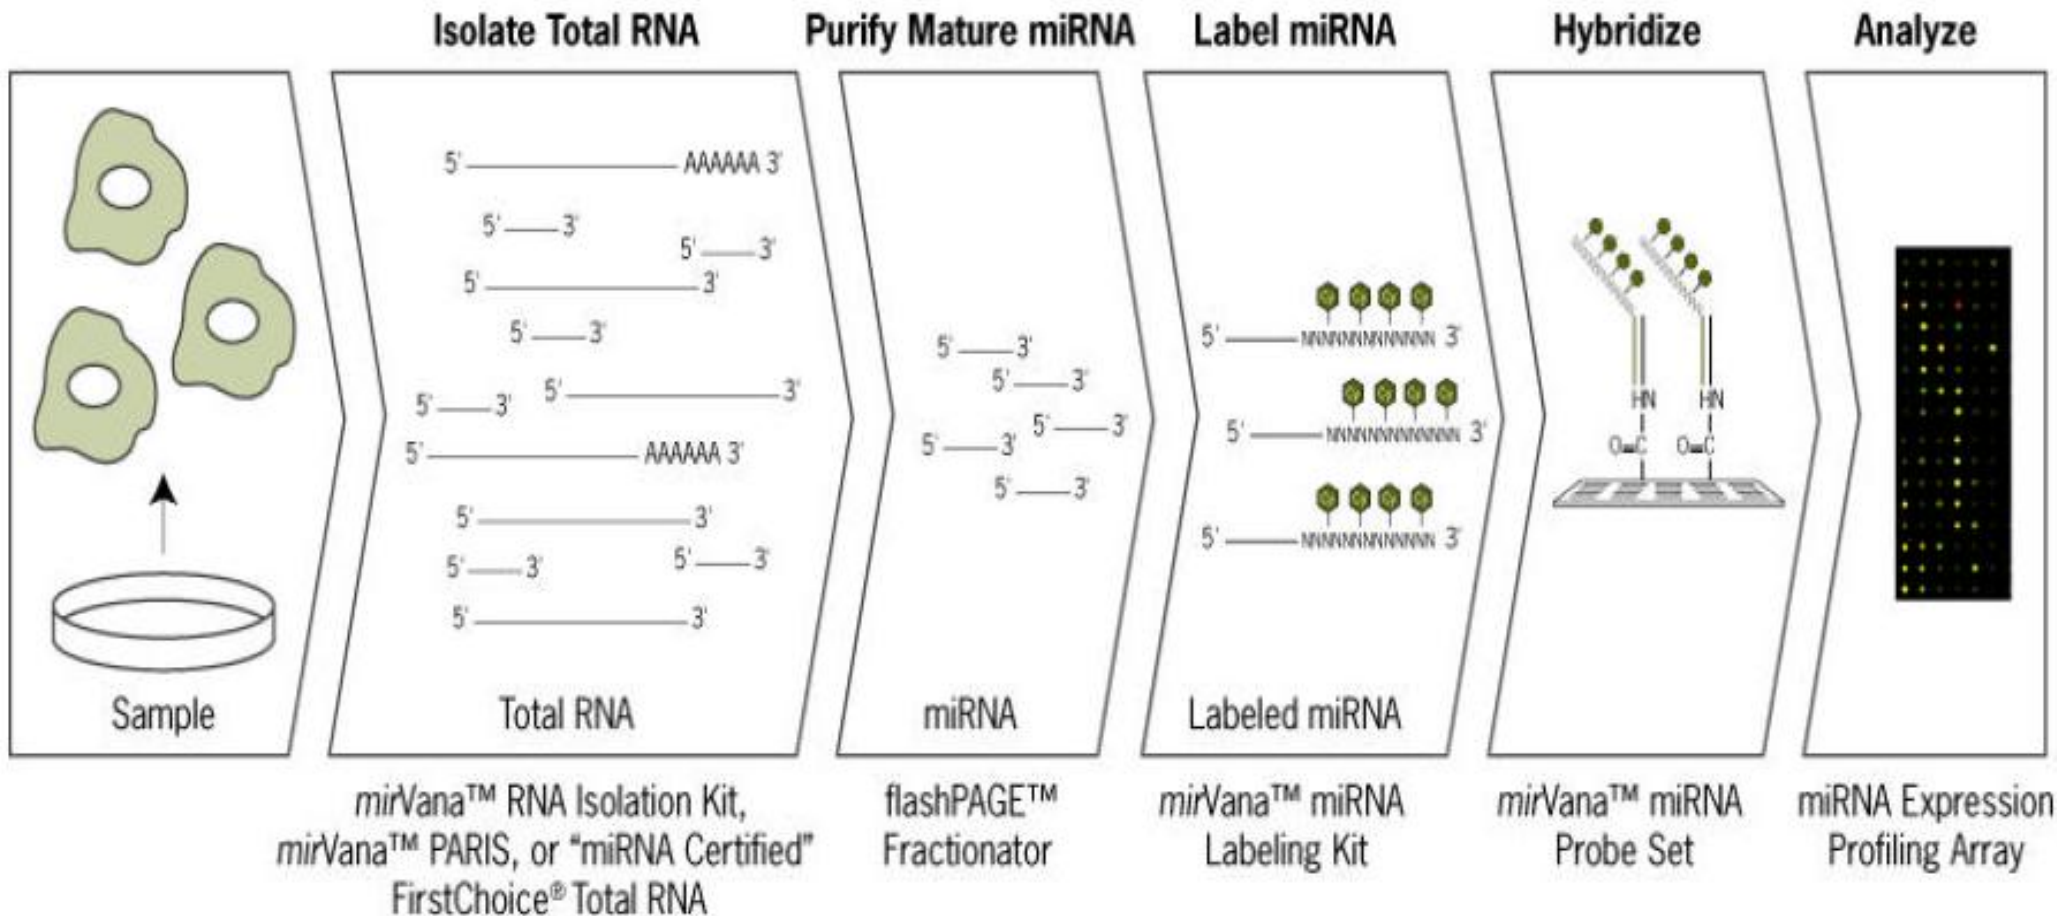 Isolate Total RNA
Purify Mature miRNA
Label miRNA
Hybridize
Analyze
5' AAAAAA 3'
5' 3'
5' 3'
5' 3'
5' 3'
5' 3'
5' 3'
5' AAAAAA 3'
5' 3'
5' 3'
5' 3'
5' 3'
5' 3'
5' 3'
5' 3'
5' 3'
5' 3'
5' NNNNNNNNNNNN 3'
5' NNNNNNNNNNNN 3'
5' NNNNNNNNNNNN 3'
HN HN
O=C O=C
Sample
Total RNA
miRNA
Labeled miRNA
mirVana™ RNA Isolation Kit,
mirVana™ PARIS, or “miRNA Certified”
FirstChoice® Total RNA
flashPAGE™
Fractionator
mirVana™ miRNA
Labeling Kit
mirVana™ miRNA
Probe Set
miRNA Expression
Profiling Array